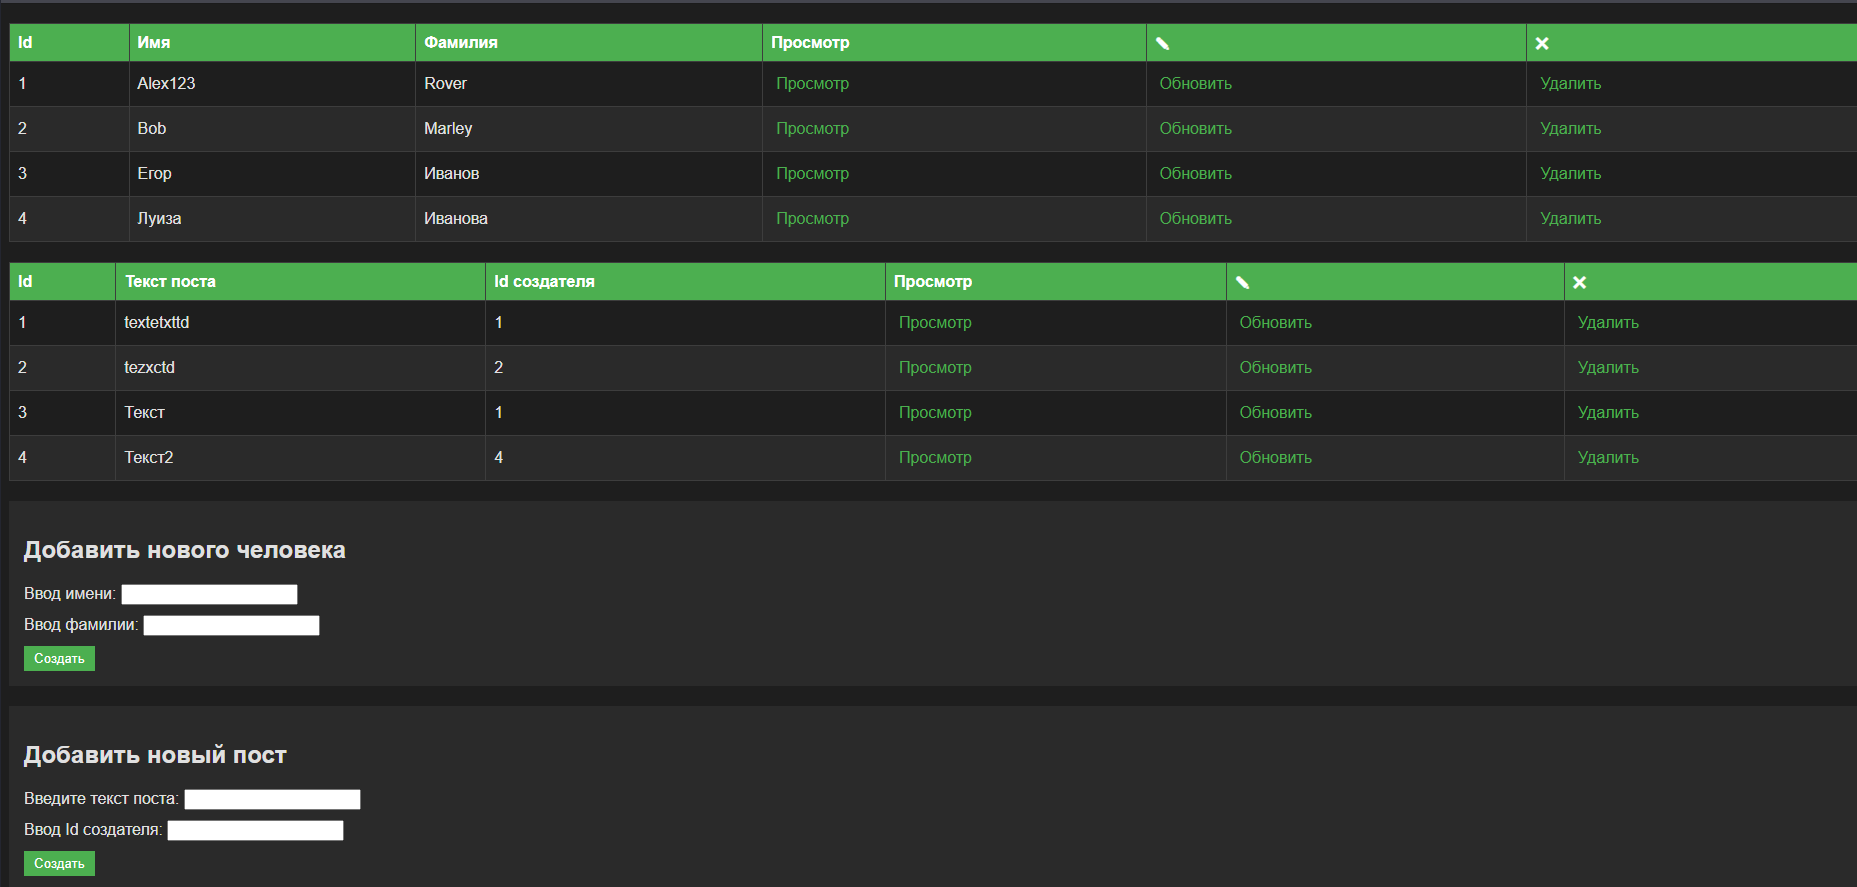 Id Имя Фамилия Просмотр ✎ ✕
1 Alex123 Rover Просмотр Обновить Удалить
2 Bob Marley Просмотр Обновить Удалить
3 Егор Иванов Просмотр Обновить Удалить
4 Луиза Иванова Просмотр Обновить Удалить
Id Текст поста Id создателя Просмотр ✎ ✕
1 textetxttd 1 Просмотр Обновить Удалить
2 tezxctd 2 Просмотр Обновить Удалить
3 Текст 1 Просмотр Обновить Удалить
4 Текст2 4 Просмотр Обновить Удалить
Добавить нового человека
Ввод имени:
Ввод фамилии:
Создать
Добавить новый пост
Введите текст поста:
Ввод Id создателя:
Создать